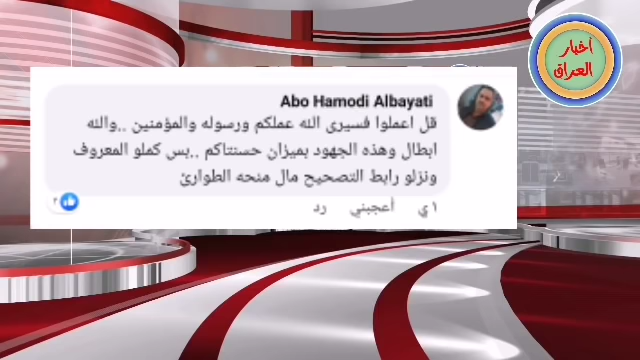 أخبار
العراق
Abo Hamodi Albayati
قل اعملوا فسيرى الله عملكم ورسوله والمؤمنين ..والله
ابطال وهذه الجهود بميزان حسنتاكم ..بس كملو المعروف
ونزلو رابط التصحيح مال منحه الطوارئ
١ي أعجبني رد
٢